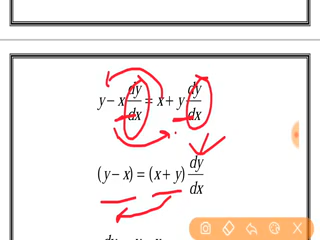 y - x dy/dx = x + y dy/dx
(y - x) = (x + y) dy/dx